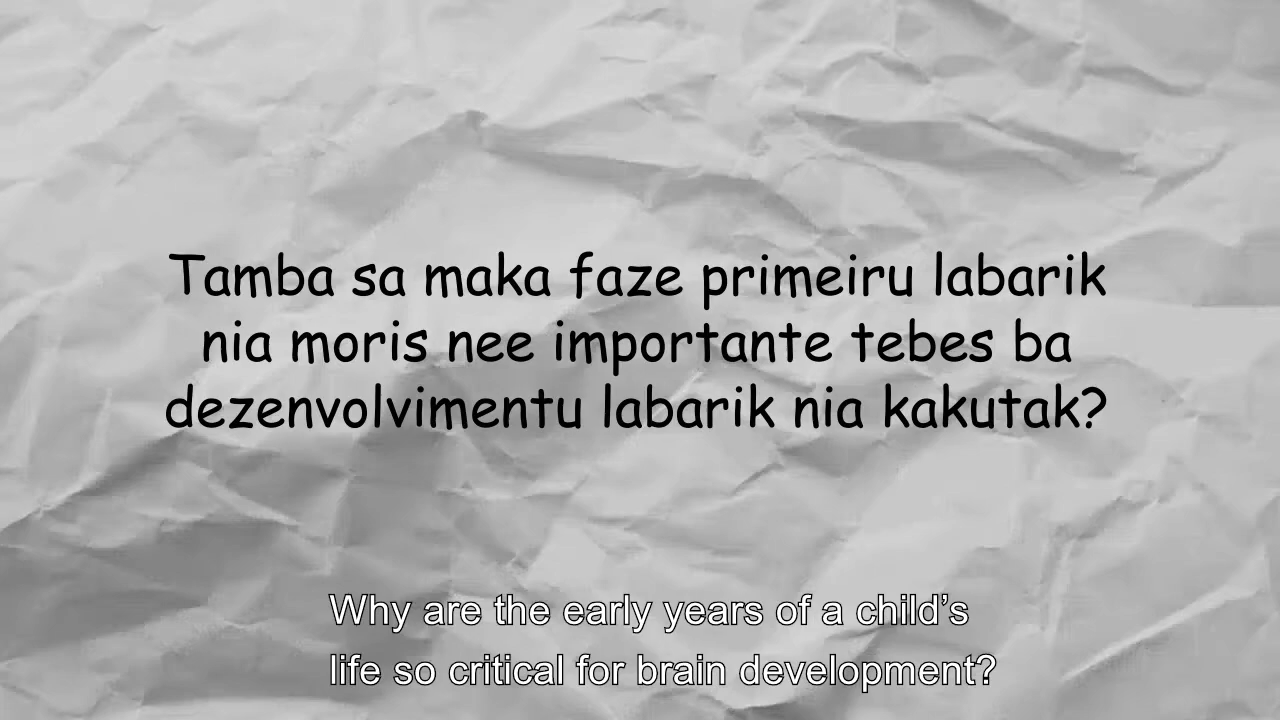 Tamba sa maka faze primeiru labarik
nia moris nee importante tebes ba
dezenvolvimentu labarik nia kakutak?
Why are the early years of a child’s
life so critical for brain development?